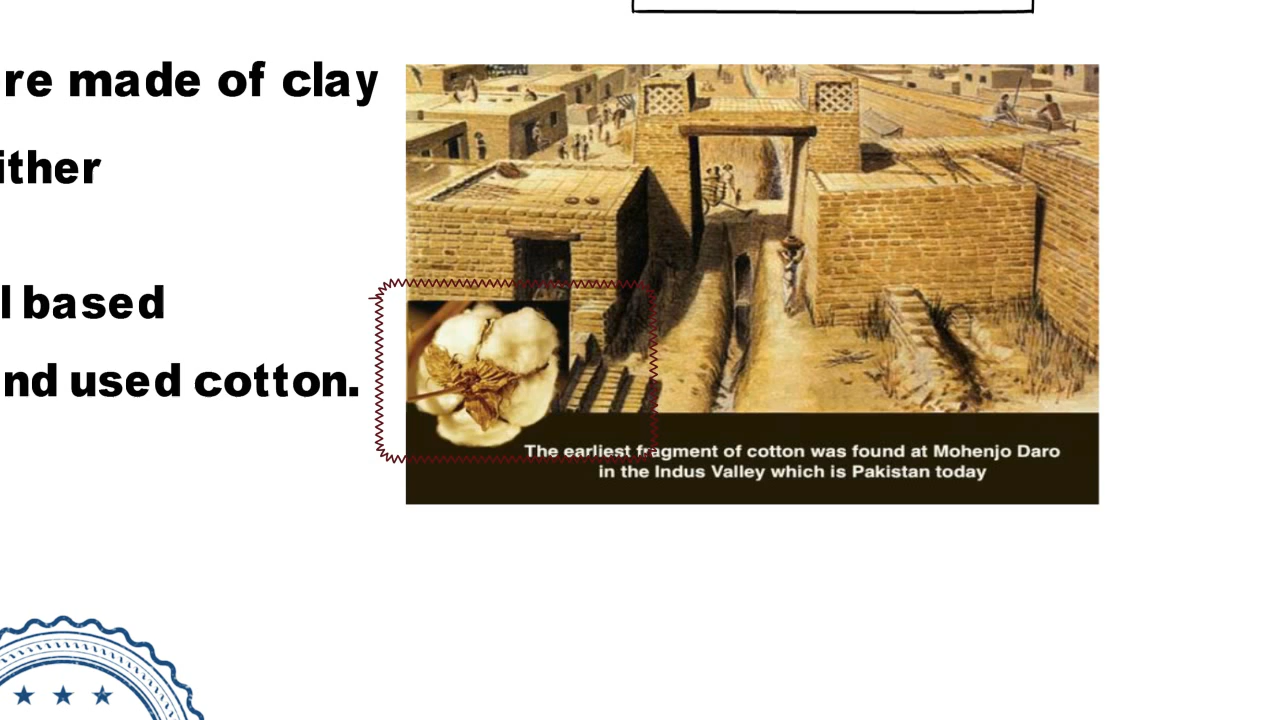 re made of clay
ither
l based
nd used cotton.
The earliest fragment of cotton was found at Mohenjo Daro
in the Indus Valley which is Pakistan today